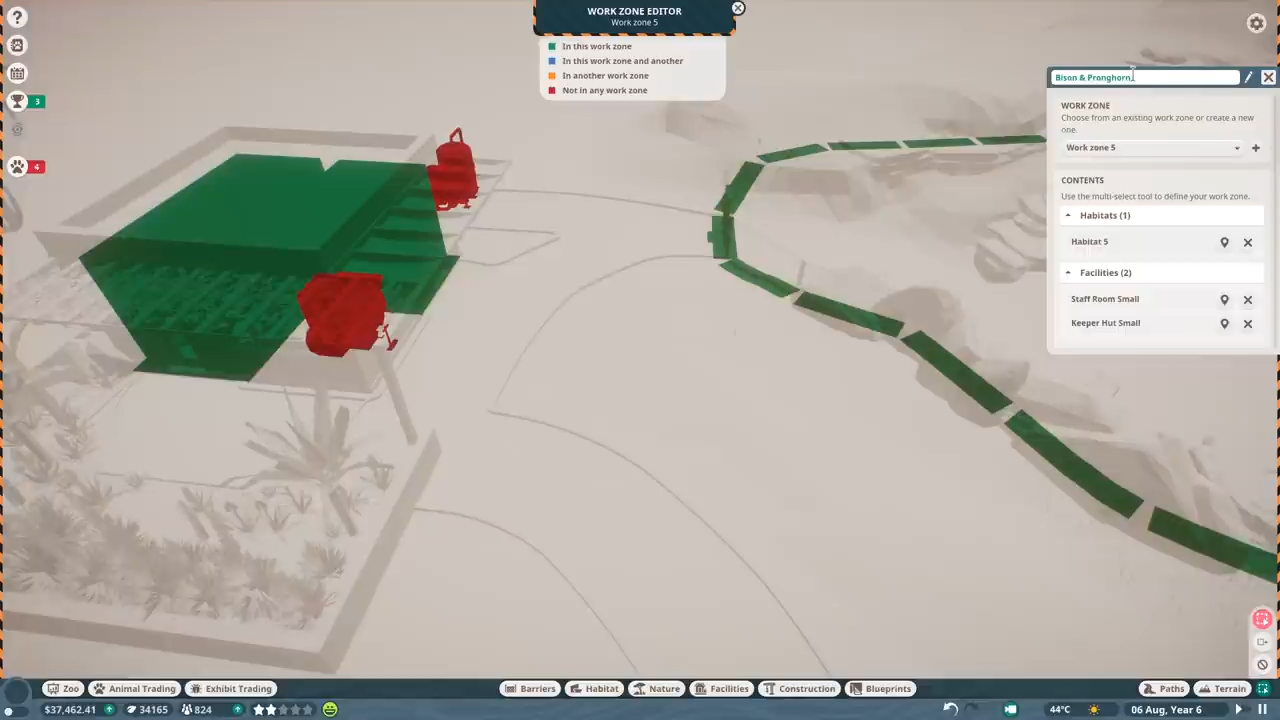 WORK ZONE EDITOR
Work zone 5
In this work zone
In this work zone and another
In another work zone
Not in any work zone
?
3
4
Bison & Pronghorn
WORK ZONE
Choose from an existing work zone or create a new
one.
Work zone 5
CONTENTS
Use the multi-select tool to define your work zone.
Habitats (1)
Habitat 5
Facilities (2)
Staff Room Small
Keeper Hut Small
Zoo
Animal Trading
Exhibit Trading
Barriers
Habitat
Nature
Facilities
Construction
Blueprints
Paths
Terrain
$37,462.41
34165
824
44°C
06 Aug, Year 6